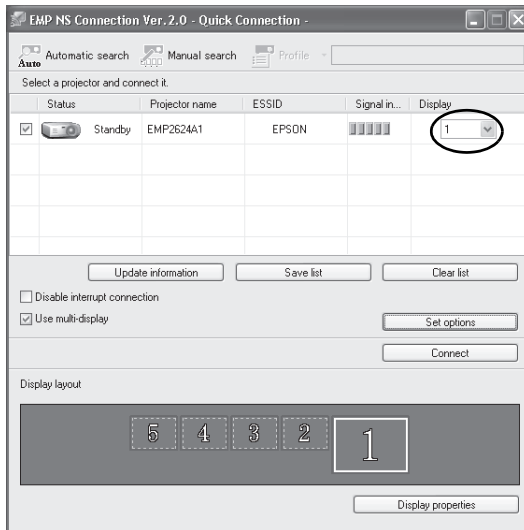 EMP NS Connection Ver.2.0 - Quick Connection -
Auto Automatic search Manual search Profile
Select a projector and connect it.
Status Projector name ESSID Signal in... Display
Standby EMP2624A1 EPSON 1
Update information Save list Clear list
Disable interrupt connection
Use multi-display
Set options
Connect
Display layout
5 4 3 2 1
Display properties